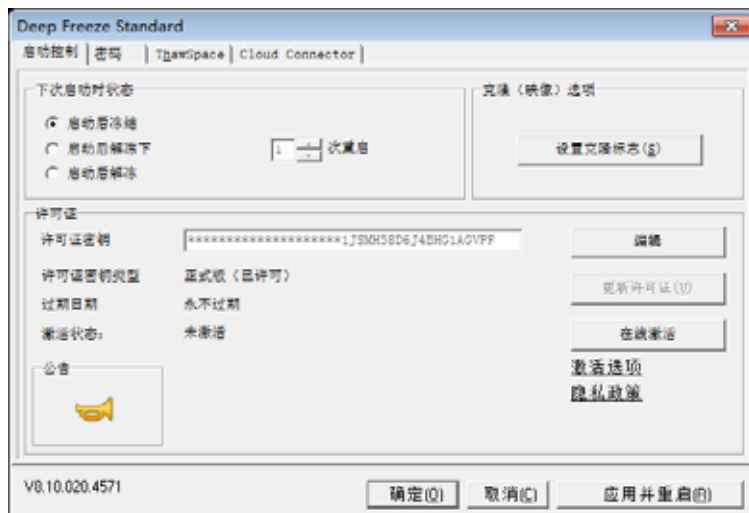 Deep Freeze Standard
启动控制 密码 ThawSpace Cloud Connector
下次启动时状态
克隆（映像）选项
启动后冻结
启动后解冻下 1 次重启
启动后解冻
设置克隆标志(S)
许可证
许可证密钥 ********************1JSMH58D6J4BHG1AGVPF 编辑
许可证密钥类型 正式版（已许可） 更新许可证(U)
过期日期 永不过期
激活状态： 未激活 在线激活
公告
激活选项
隐私政策
V8.10.020.4571
确定(O) 取消(C) 应用并重启(R)